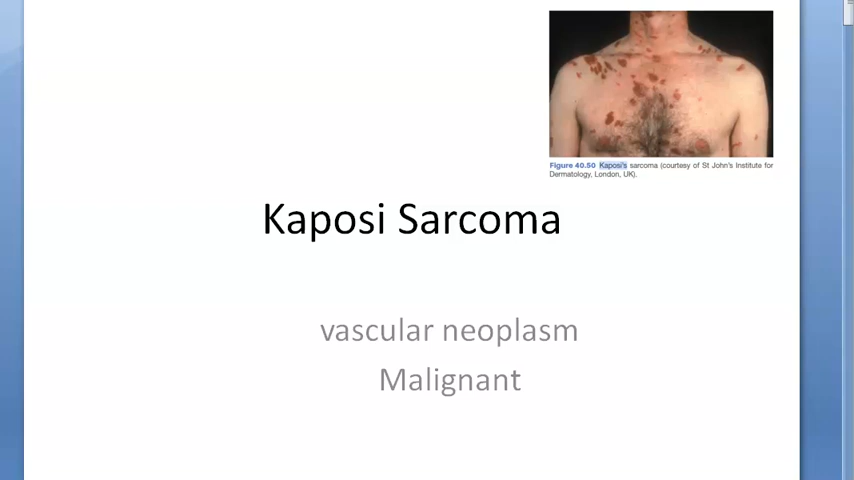 Figure 40.50 Kaposi's sarcoma (courtesy of St John's Institute for
Dermatology, London, UK).
Kaposi Sarcoma
vascular neoplasm
Malignant